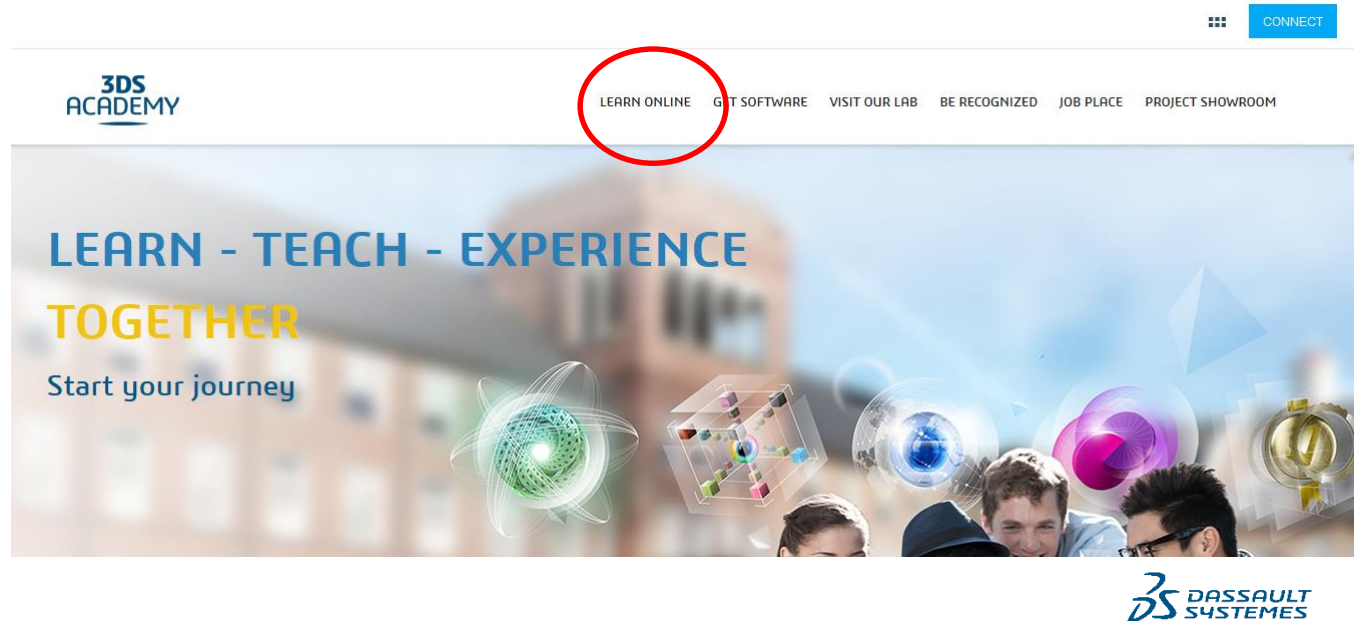 CONNECT
3DS
ACADEMY
LEARN ONLINE GET SOFTWARE VISIT OUR LAB BE RECOGNIZED JOB PLACE PROJECT SHOWROOM
LEARN - TEACH - EXPERIENCE
TOGETHER
Start your journey
DASSAULT
SYSTEMES